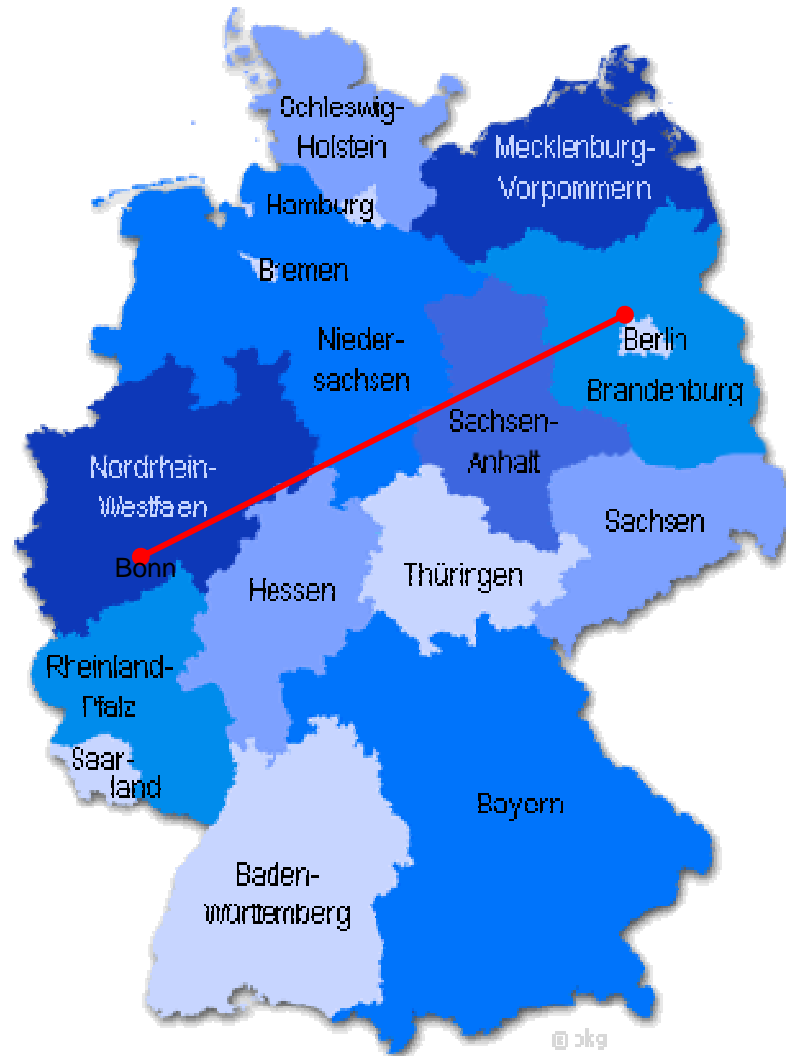 Schleswig-
Holstein
Mecklenburg-
Vorpommern
Hamburg
Bremen
Nieder-
sachsen
Berlin
Brandenburg
Sachsen-
Anhalt
Nordrhein-
Westfalen
Bonn
Sachsen
Thüringen
Hessen
Rheinland-
Pfalz
Saar-
land
Bayern
Baden-
Württemberg